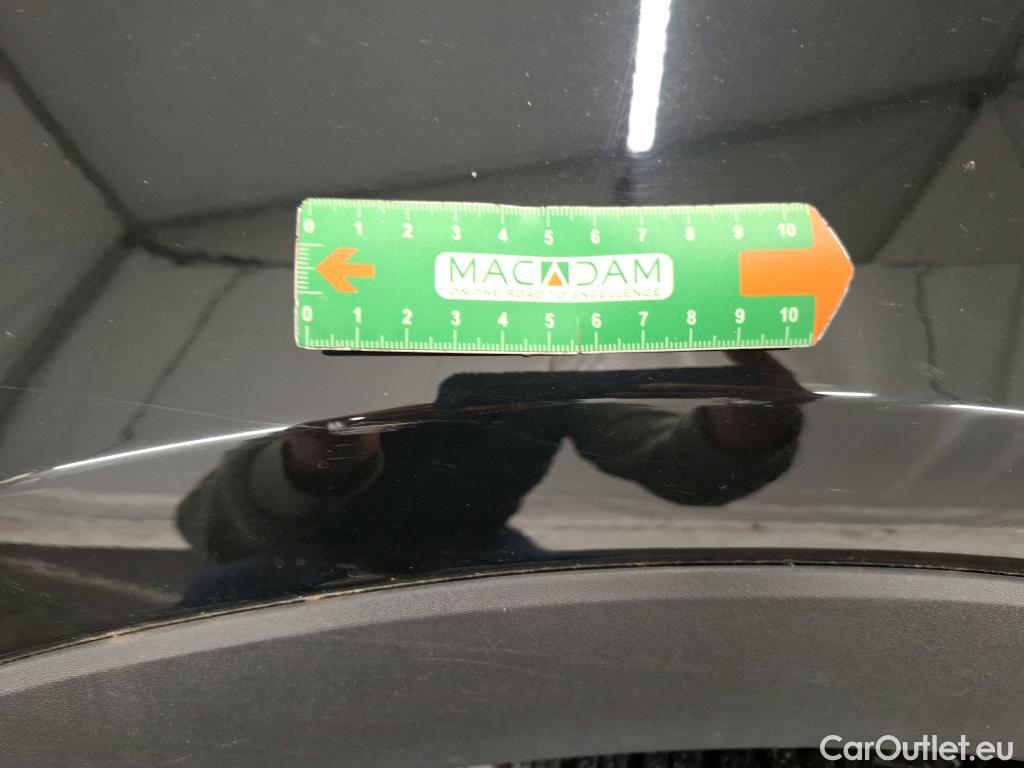 0 1 2 3 4 5 6 7 8 9 10
MACADAM
ON THE ROAD TO EXCELLENCE
0 1 2 3 4 5 6 7 8 9 10
CarOutlet.eu